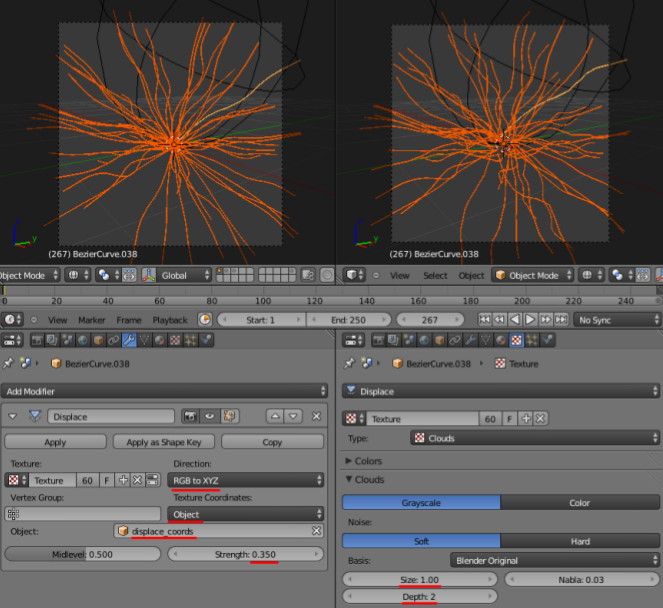 (267) BezierCurve.038
(267) BezierCurve.038
Object Mode Global
View Select Object Object Mode
0 20 40 60 80 100 120 140 160 180 200 220 240
View Marker Frame Playback Start: 1 End: 250 267 No Sync
BezierCurve.038
BezierCurve.038 Texture
Add Modifier
Displace
Displace
Texture 60 F
Apply Apply as Shape Key Copy
Type: Clouds
Texture: Direction:
Colors
Texture 60 F RGB to XYZ
Clouds
Vertex Group: Texture Coordinates:
Grayscale Color
Object
Noise:
Object: displace_coords
Soft Hard
Midlevel: 0.500 Strength: 0.350
Basis: Blender Original
Size: 1.00 Nabla: 0.03
Depth: 2